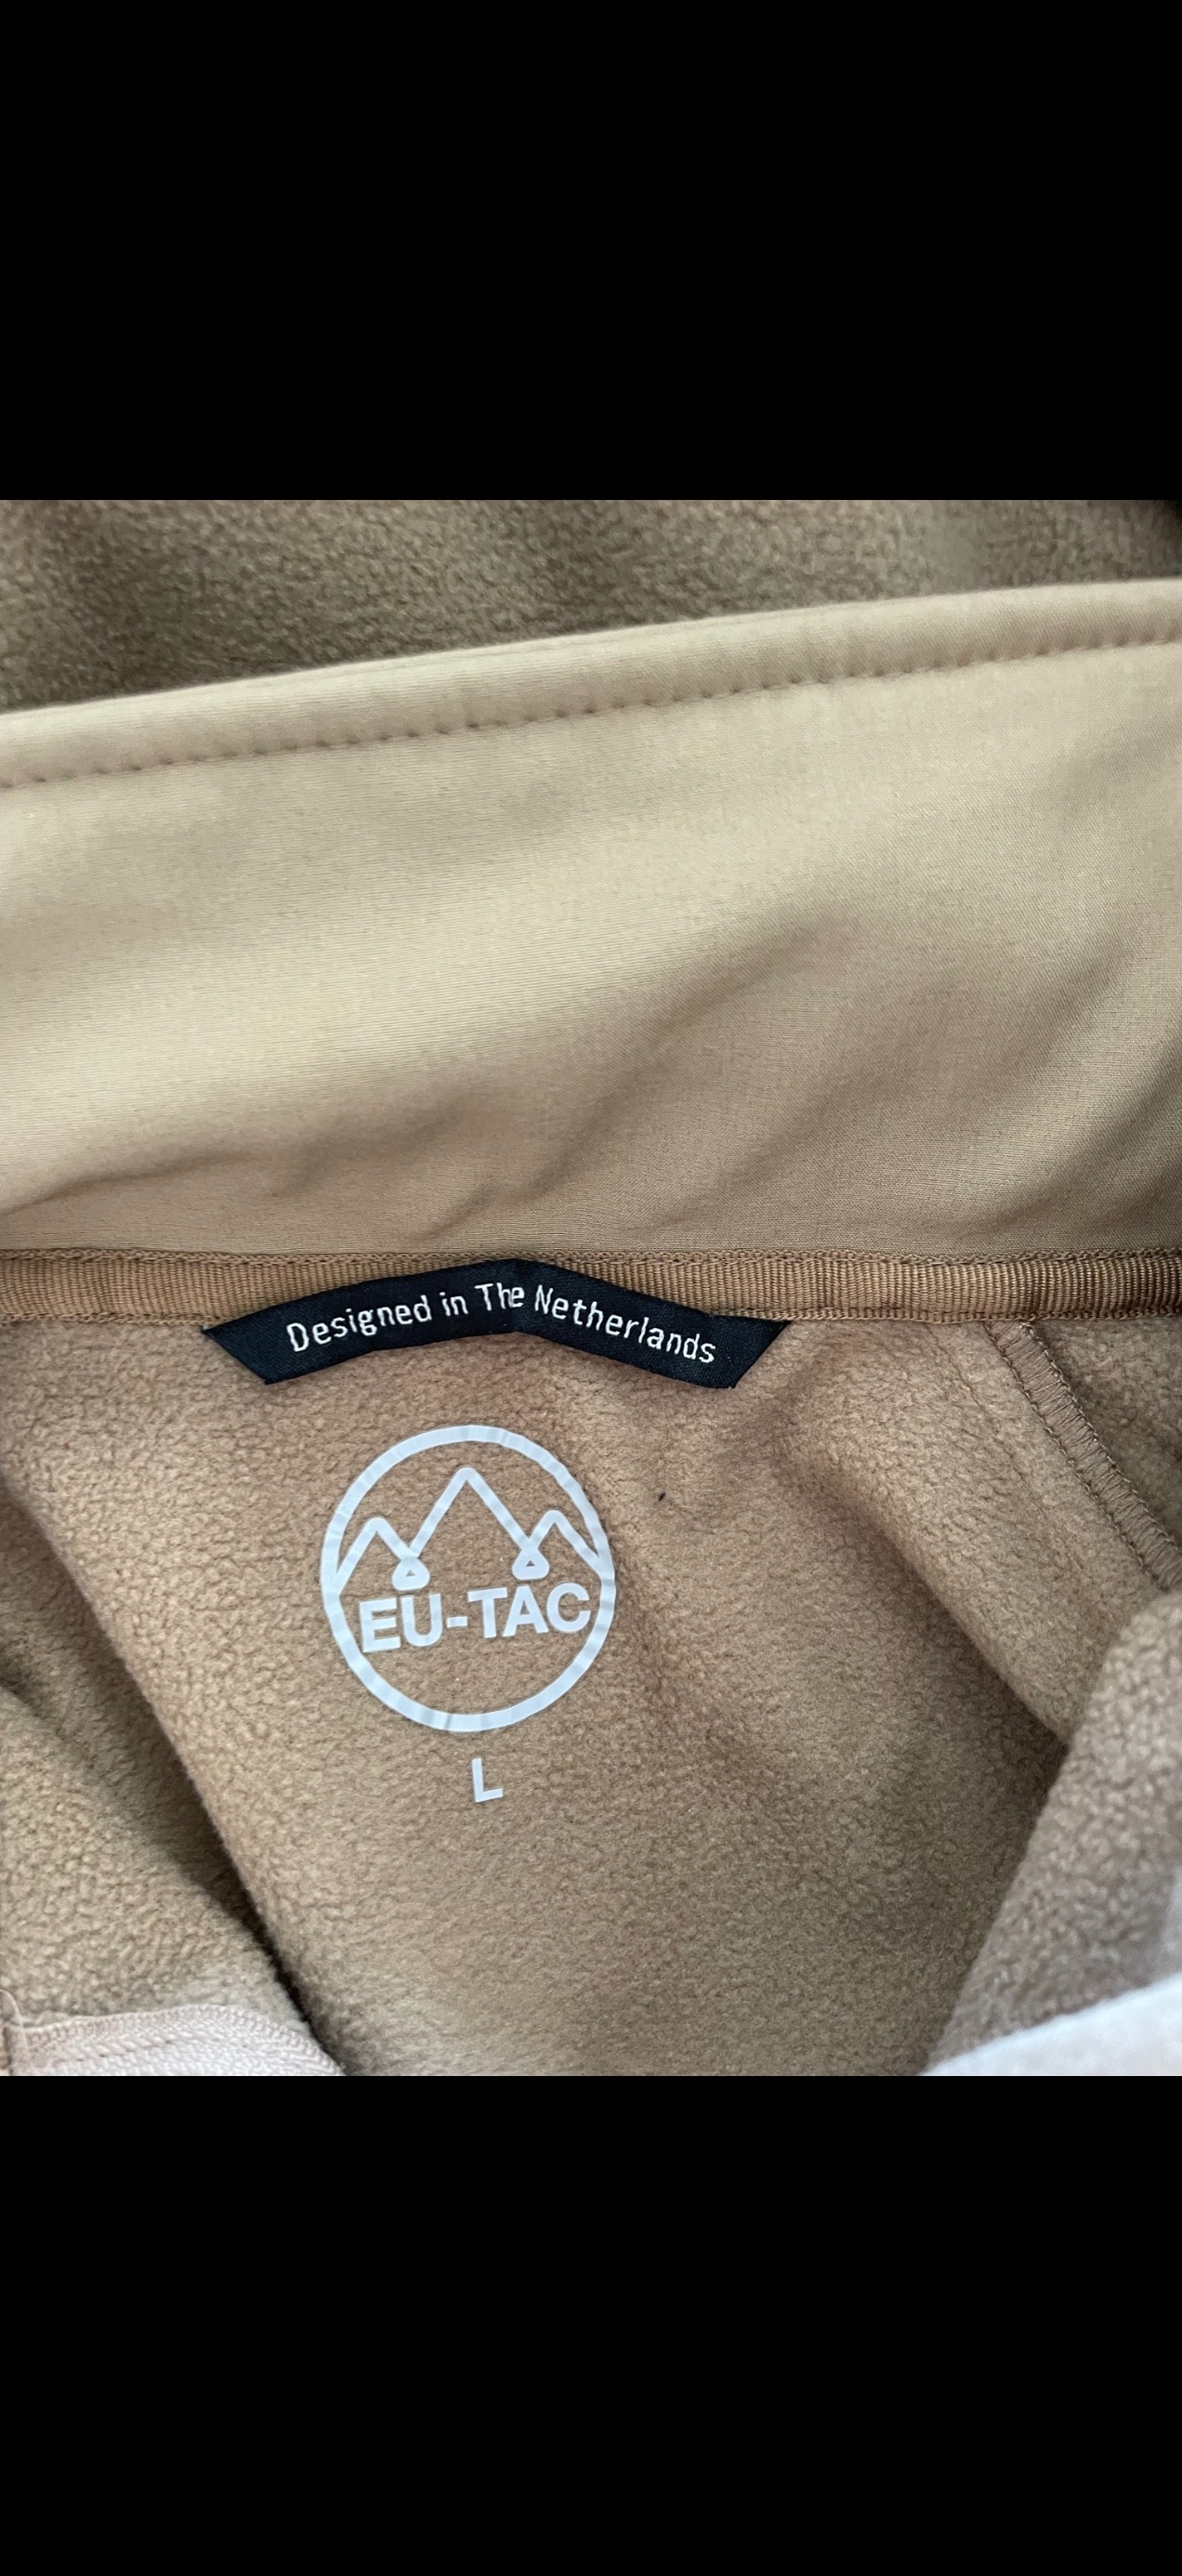 Designed in The Netherlands
EU-TAC
L